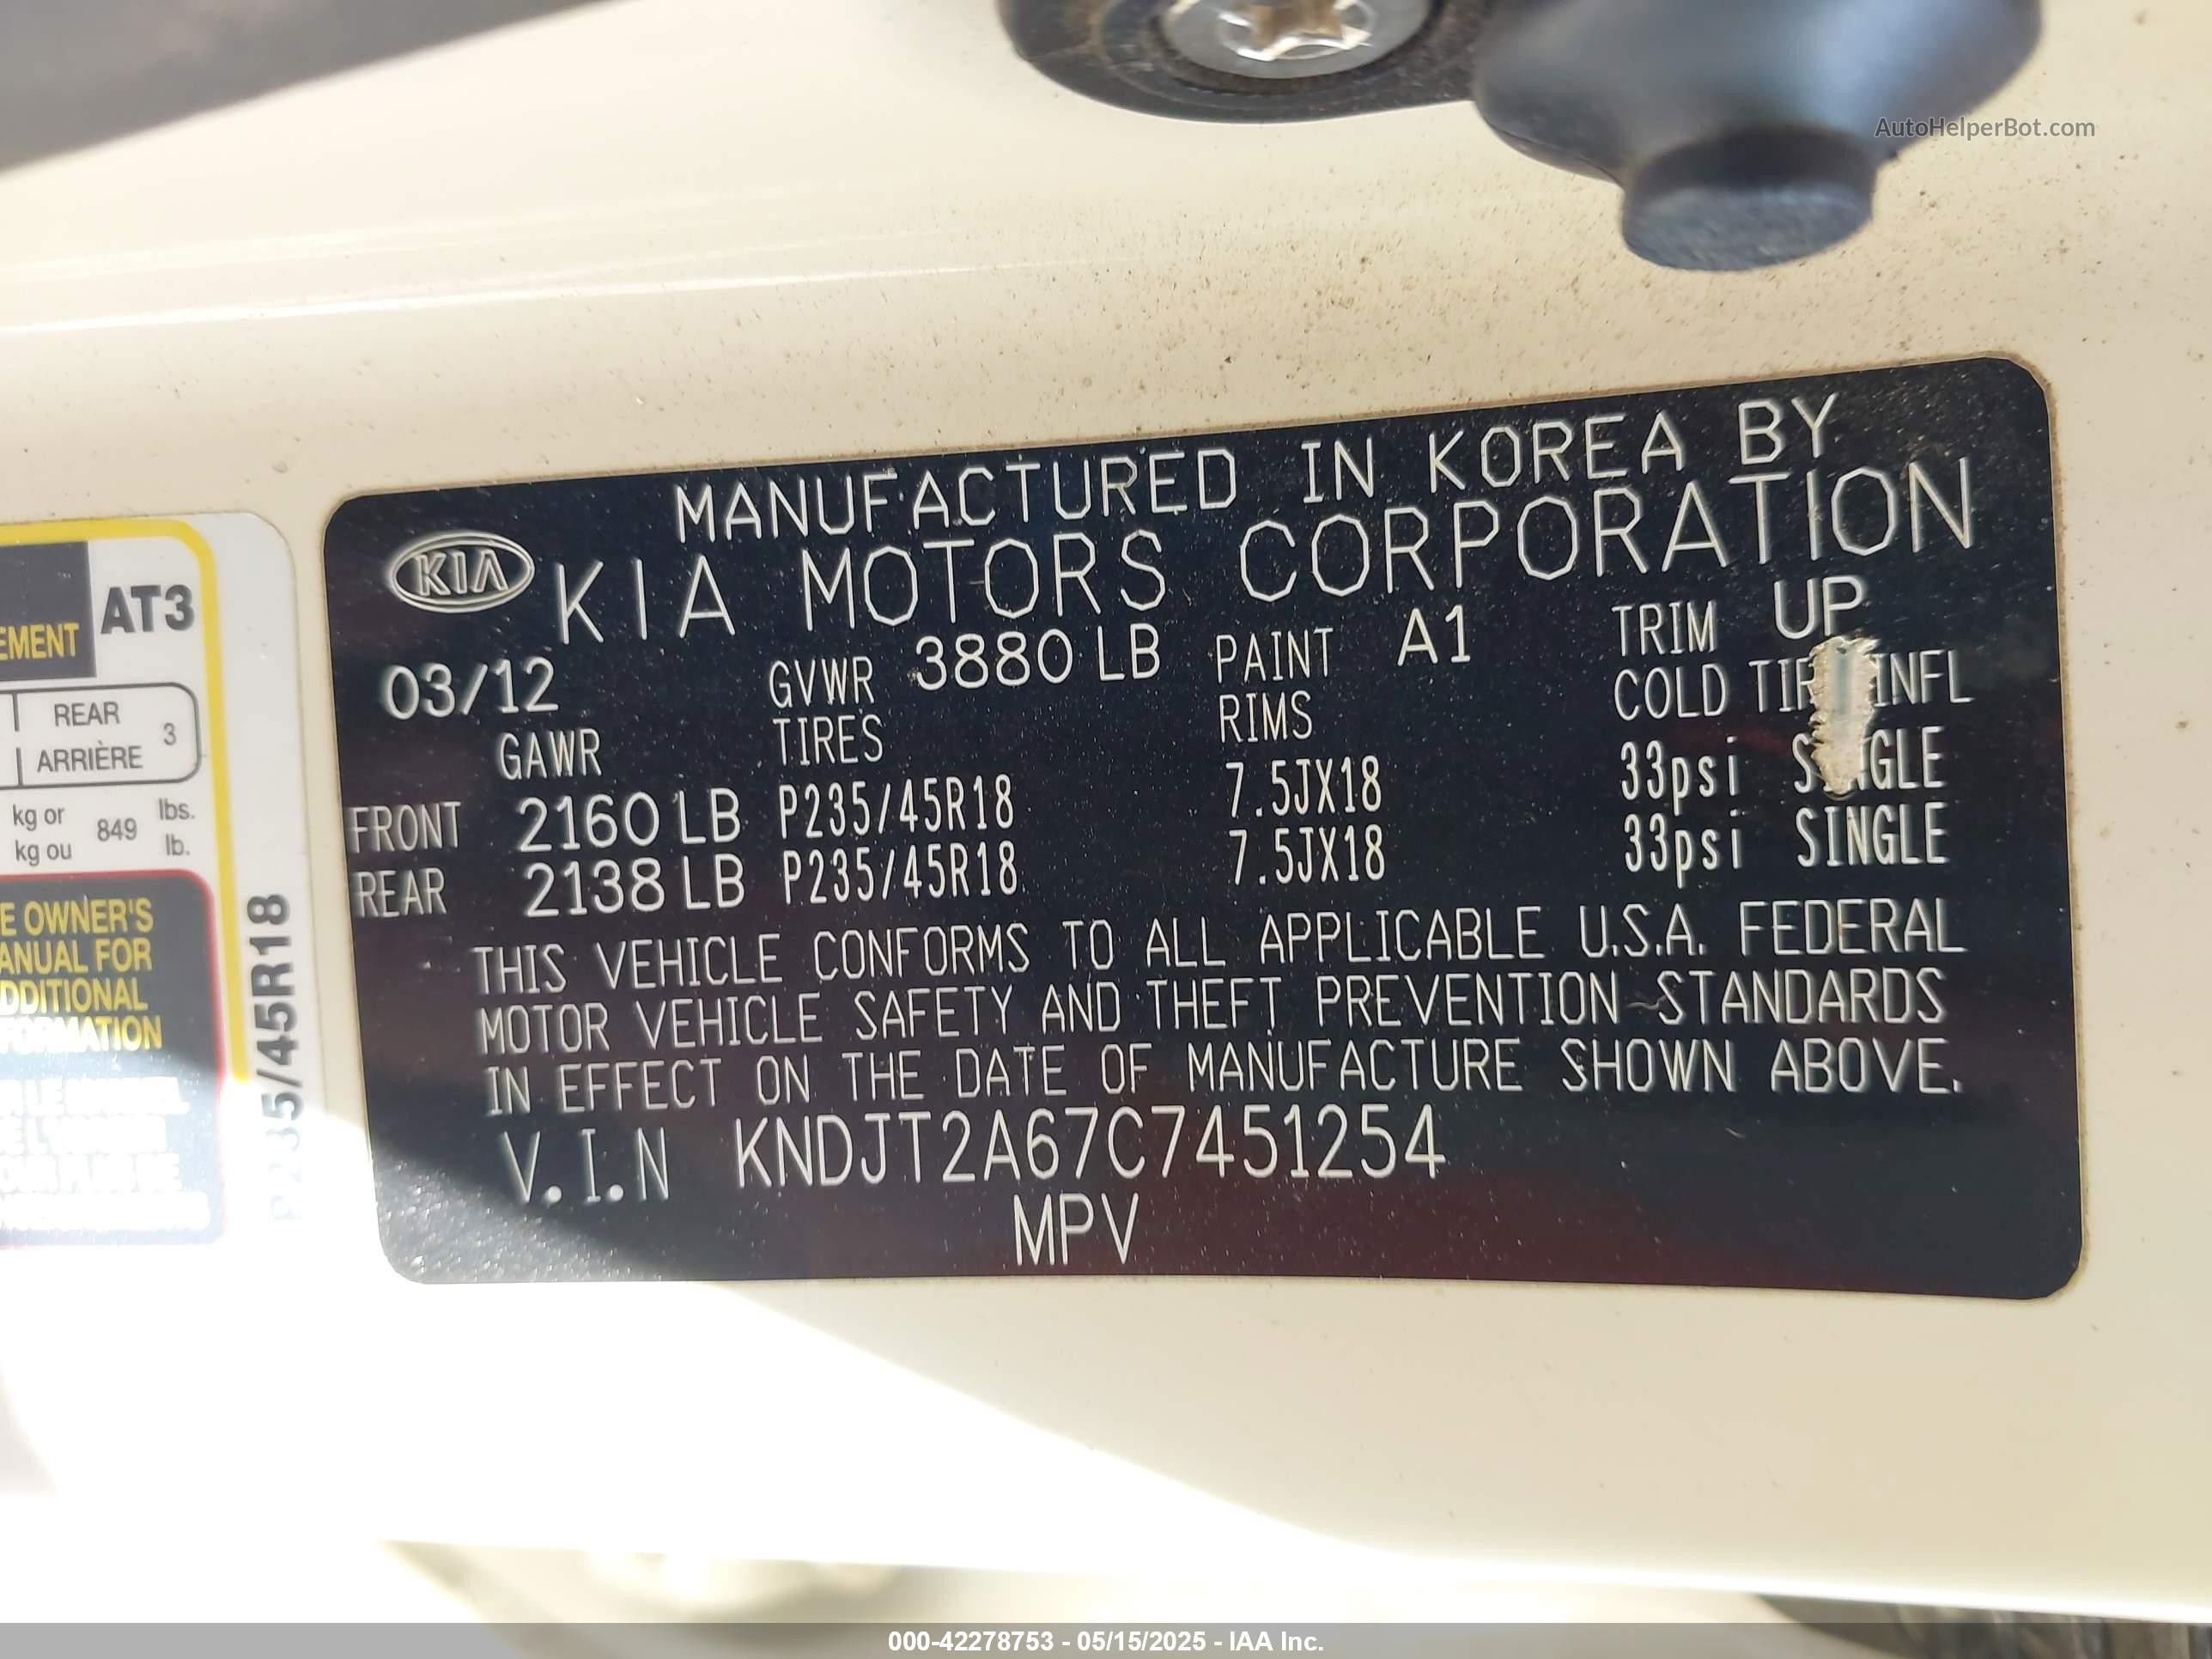 AutoHelperBot.com
MANUFACTURED IN KOREA BY
KIA KIA MOTORS CORPORATION
03/12 GVWR 3880 LB PAINT A1 TRIM UP
GAWR TIRES RIMS COLD TIR INFL
FRONT 2160 LB P235/45R18 7.5JX18 33psi S GLE
REAR 2138 LB P235/45R18 7.5JX18 33psi SINGLE
THIS VEHICLE CONFORMS TO ALL APPLICABLE U.S.A. FEDERAL
MOTOR VEHICLE SAFETY AND THEFT PREVENTION STANDARDS
IN EFFECT ON THE DATE OF MANUFACTURE SHOWN ABOVE.
V.I.N KNDJT2A67C7451254
MPV
EMENT AT3
REAR 3
ARRIÈRE
kg or 849 lbs.
kg ou lb.
E OWNER'S
ANUAL FOR
DDITIONAL
FORMATION
P235/45R18
000-42278753 - 05/15/2025 - IAA Inc.